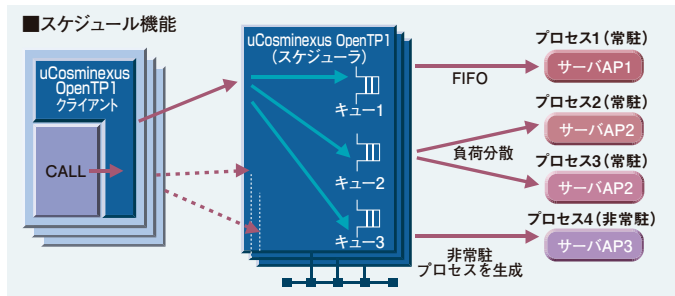 ■スケジュール機能
uCosminexus
OpenTP1
クライアント
CALL
uCosminexus OpenTP1
(スケジューラ)
キュー1
キュー2
キュー3
FIFO
負荷分散
非常駐
プロセスを生成
プロセス1(常駐)
サーバAP1
プロセス2(常駐)
サーバAP2
プロセス3(常駐)
サーバAP2
プロセス4(非常駐)
サーバAP3